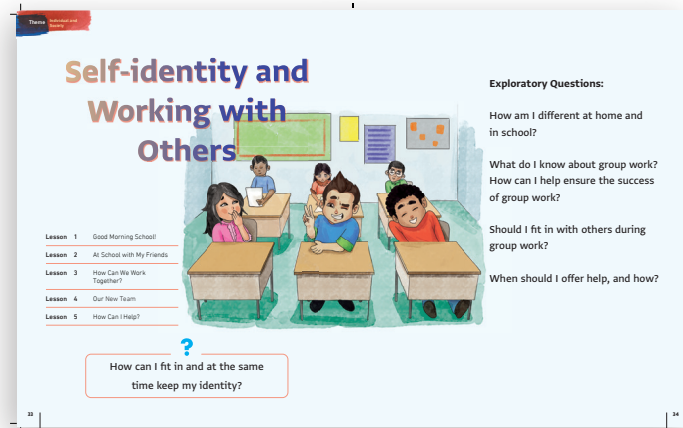 Theme
Individual and
Society
Self-identity and
Working with
Others
Lesson 1 Good Morning School!
Lesson 2 At School with My Friends
Lesson 3 How Can We Work
Together?
Lesson 4 Our New Team
Lesson 5 How Can I Help?
?
How can I fit in and at the same
time keep my identity?
33
Exploratory Questions:
How am I different at home and
in school?
What do I know about group work?
How can I help ensure the success
of group work?
Should I fit in with others during
group work?
When should I offer help, and how?
34